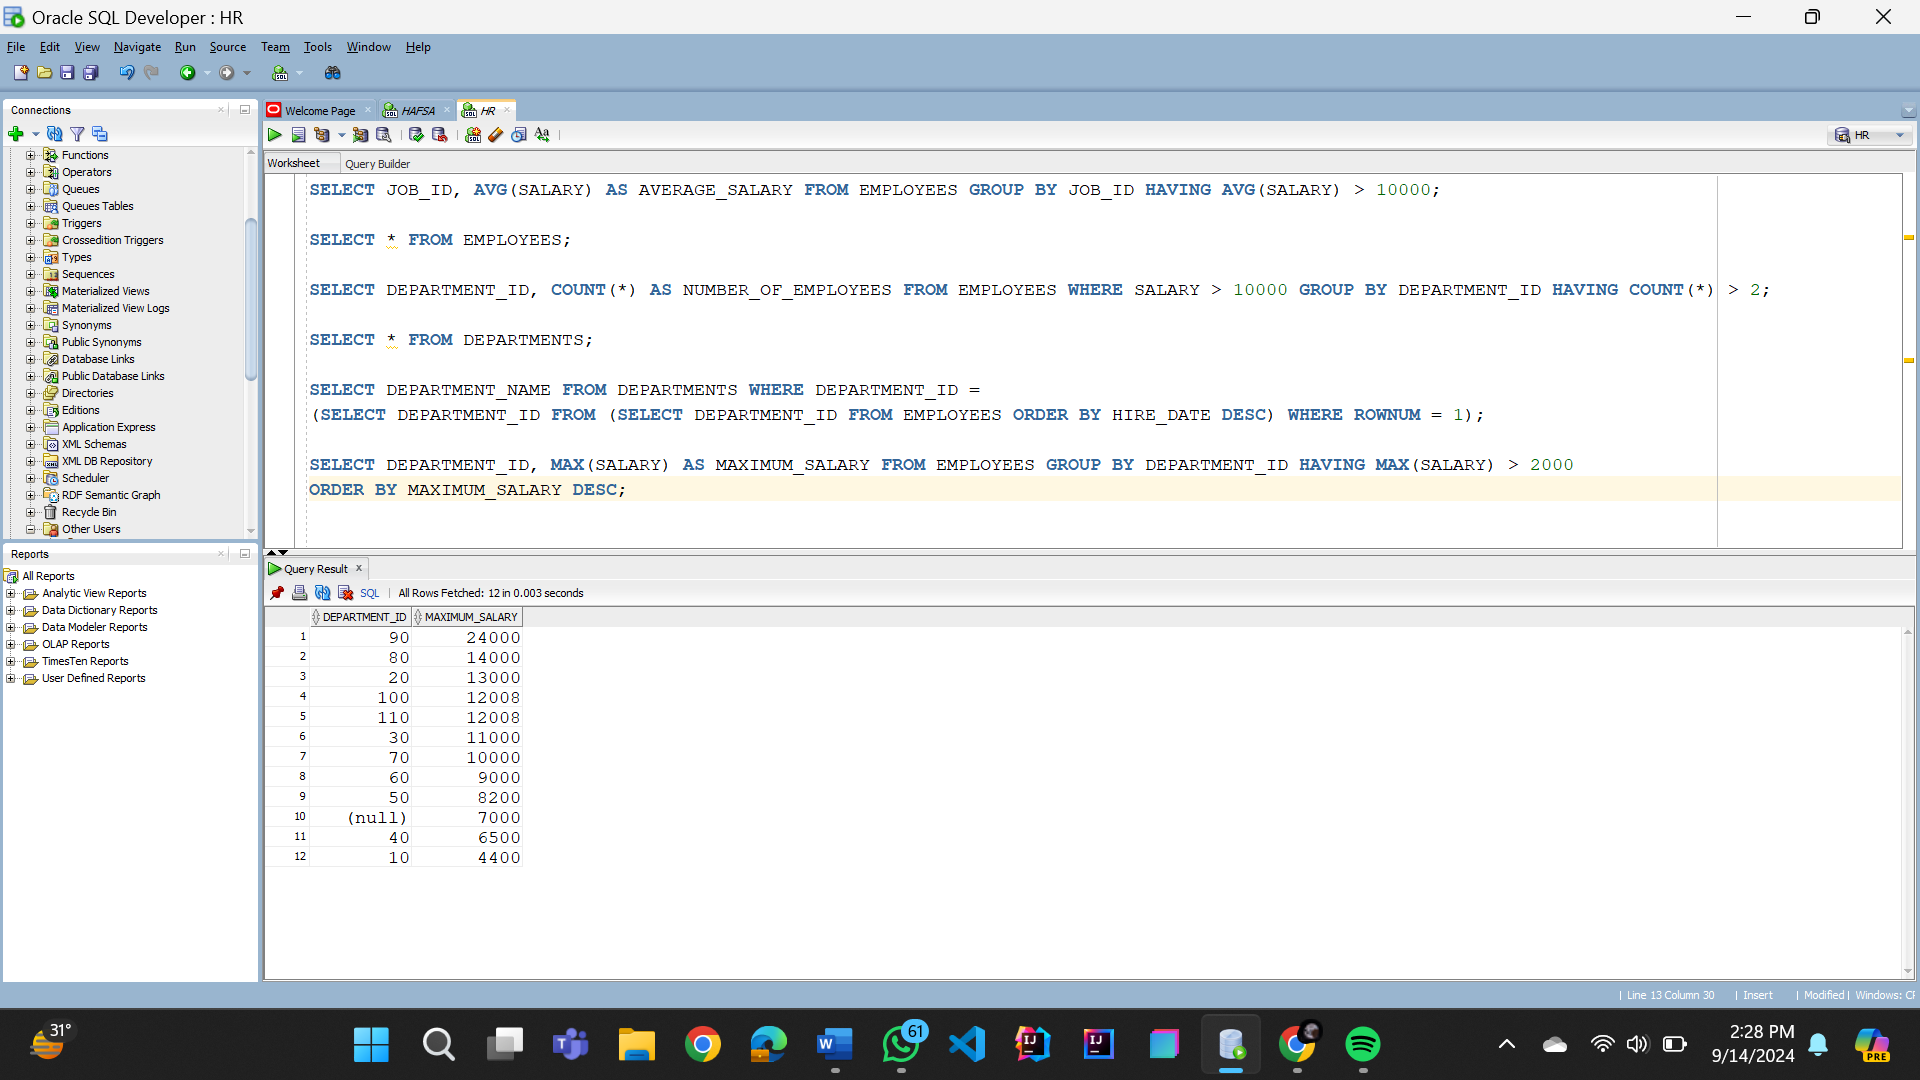 Oracle SQL Developer : HR
File Edit View Navigate Run Source Team Tools Window Help
Connections
Welcome Page
HAFSA
HR
HR
Functions
Operators
Queues
Queues Tables
Triggers
Crossedition Triggers
Types
Sequences
Materialized Views
Materialized View Logs
Synonyms
Public Synonyms
Database Links
Public Database Links
Directories
Editions
Application Express
XML Schemas
XML DB Repository
Scheduler
RDF Semantic Graph
Recycle Bin
Other Users
Reports
All Reports
Analytic View Reports
Data Dictionary Reports
Data Modeler Reports
OLAP Reports
TimesTen Reports
User Defined Reports
Worksheet Query Builder
SELECT JOB_ID, AVG(SALARY) AS AVERAGE_SALARY FROM EMPLOYEES GROUP BY JOB_ID HAVING AVG(SALARY) > 10000;
SELECT * FROM EMPLOYEES;
SELECT DEPARTMENT_ID, COUNT(*) AS NUMBER_OF_EMPLOYEES FROM EMPLOYEES WHERE SALARY > 10000 GROUP BY DEPARTMENT_ID HAVING COUNT(*) > 2;
SELECT * FROM DEPARTMENTS;
SELECT DEPARTMENT_NAME FROM DEPARTMENTS WHERE DEPARTMENT_ID =
(SELECT DEPARTMENT_ID FROM (SELECT DEPARTMENT_ID FROM EMPLOYEES ORDER BY HIRE_DATE DESC) WHERE ROWNUM = 1);
SELECT DEPARTMENT_ID, MAX(SALARY) AS MAXIMUM_SALARY FROM EMPLOYEES GROUP BY DEPARTMENT_ID HAVING MAX(SALARY) > 2000
ORDER BY MAXIMUM_SALARY DESC;
Query Result
SQL | All Rows Fetched: 12 in 0.003 seconds
DEPARTMENT_ID MAXIMUM_SALARY
1 90 24000
2 80 14000
3 20 13000
4 100 12008
5 110 12008
6 30 11000
7 70 10000
8 60 9000
9 50 8200
10 (null) 7000
11 40 6500
12 10 4400
| Line 13 Column 30 | Insert | Modified | Windows: CF
31°
61
2:28 PM
9/14/2024
PRE